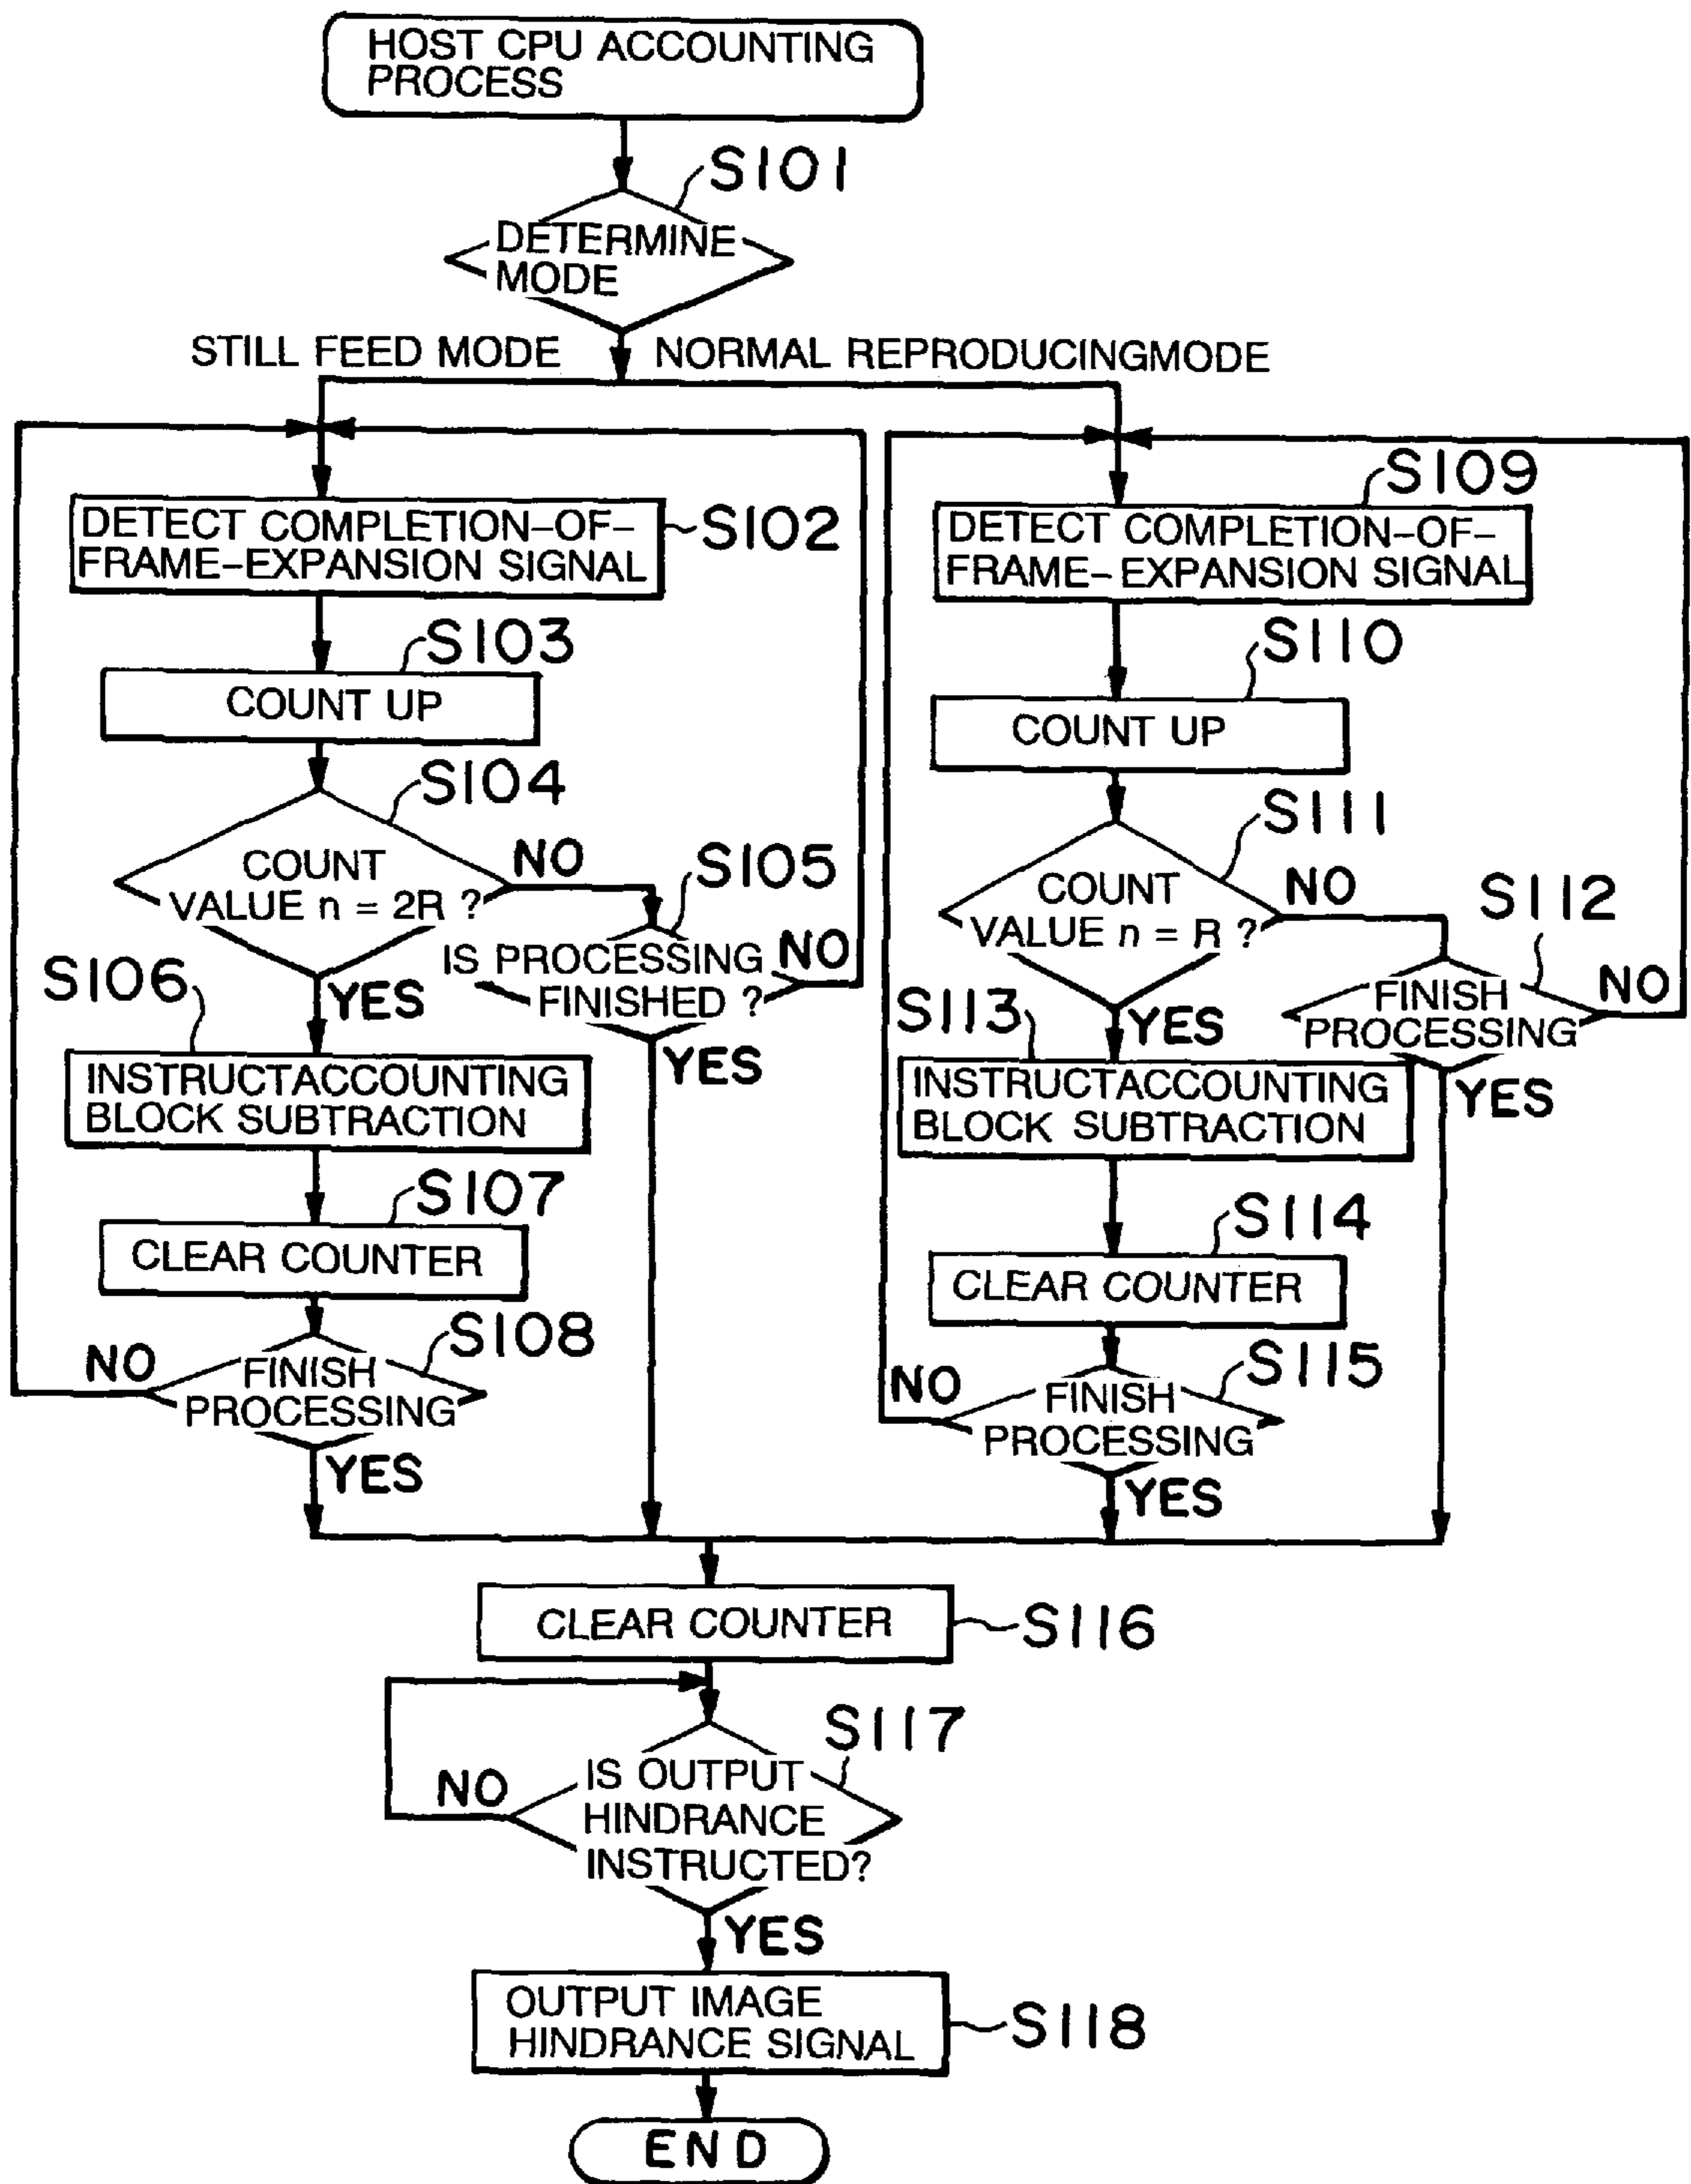 HOST CPU ACCOUNTING
PROCESS
S101
DETERMINE
MODE
STILL FEED MODE
NORMAL REPRODUCINGMODE
DETECT COMPLETION-OF-
FRAME-EXPANSION SIGNAL
S102
S103
COUNT UP
S104
COUNT
VALUE n = 2R ?
NO
S105
IS PROCESSING
FINISHED ?
NO
YES
YES
S106
INSTRUCTACCOUNTING
BLOCK SUBTRACTION
S107
CLEAR COUNTER
S108
FINISH
PROCESSING
NO
YES
S109
DETECT COMPLETION-OF-
FRAME-EXPANSION SIGNAL
S110
COUNT UP
S111
COUNT
VALUE n = R ?
NO
S112
FINISH
PROCESSING
NO
YES
YES
S113
INSTRUCTACCOUNTING
BLOCK SUBTRACTION
S114
CLEAR COUNTER
S115
FINISH
PROCESSING
NO
YES
CLEAR COUNTER
S116
S117
IS OUTPUT
HINDRANCE
INSTRUCTED?
NO
YES
OUTPUT IMAGE
HINDRANCE SIGNAL
S118
END